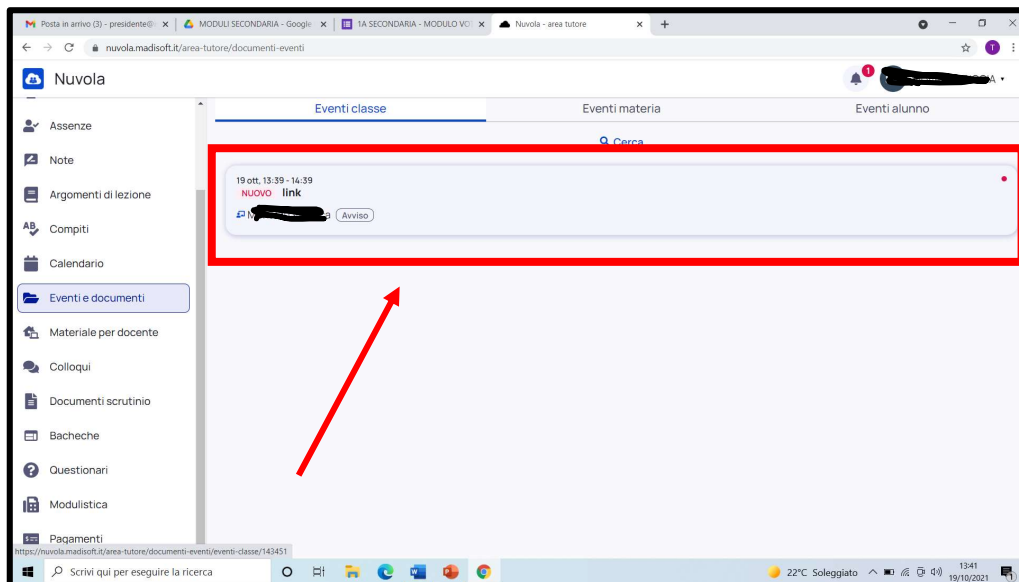 Posta in arrivo (3) - presidente@
MODULI SECONDARIA - Google
1A SECONDARIA - MODULO VO
Nuvola - area tutore
nuvola.madisoft.it/area-tutore/documenti-eventi
T
Nuvola
1
Assenze
Note
Argomenti di lezione
Compiti
Calendario
Eventi e documenti
Materiale per docente
Colloqui
Documenti scrutinio
Bacheche
Questionari
Modulistica
Pagamenti
Eventi classe
Eventi materia
Eventi alunno
Cerca
19 ott, 13:39 - 14:39
NUOVO link
Avviso
https://nuvola.madisoft.it/area-tutore/documenti-eventi/eventi-classe/143451
Scrivi qui per eseguire la ricerca
22°C Soleggiato
13:41
19/10/2021